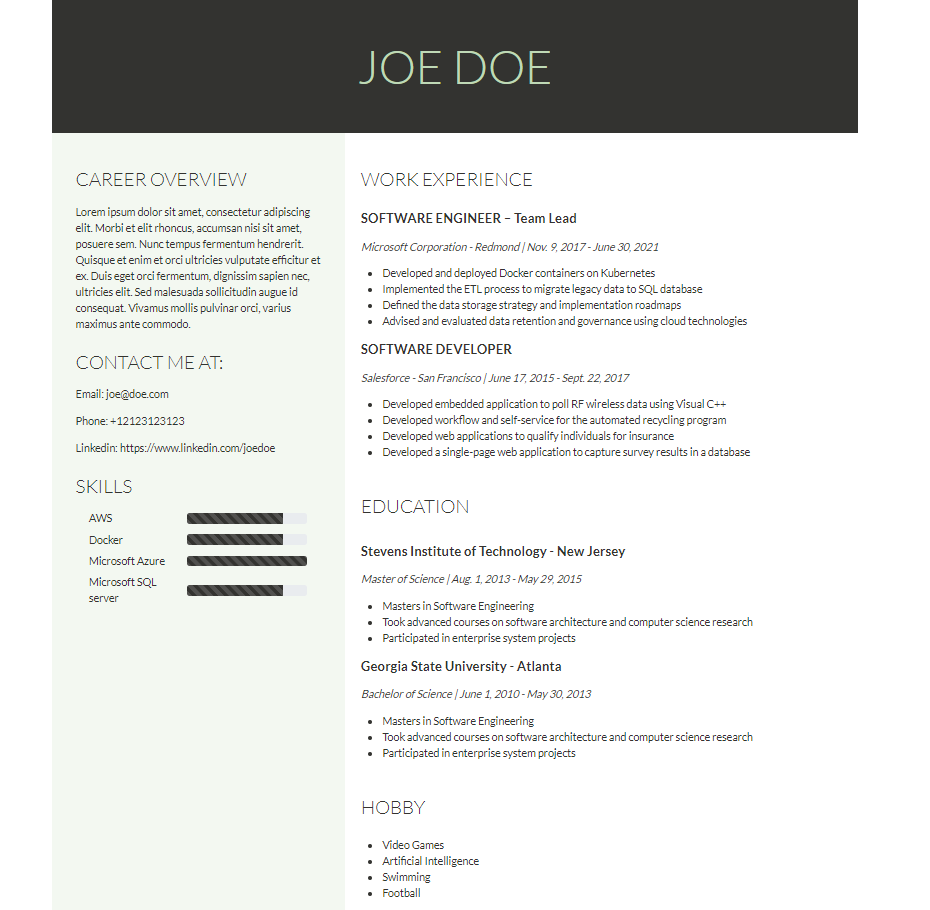 JOE DOE
CAREER OVERVIEW
Lorem ipsum dolor sit amet, consectetur adipiscing
elit. Morbi et elit rhoncus, accumsan nisi sit amet,
posuere sem. Nunc tempus fermentum hendrerit.
Quisque et enim et orci ultricies vulputate efficitur et
ex. Duis eget orci fermentum, dignissim sapien nec,
ultricies elit. Sed malesuada sollicitudin augue id
consequat. Vivamus mollis pulvinar orci, varius
maximus ante commodo.
CONTACT ME AT:
Email: joe@doe.com
Phone: +12123123123
Linkedin: https://www.linkedin.com/joedoe
SKILLS
AWS
Docker
Microsoft Azure
Microsoft SQL
server
WORK EXPERIENCE
SOFTWARE ENGINEER – Team Lead
Microsoft Corporation - Redmond | Nov. 9, 2017 - June 30, 2021
• Developed and deployed Docker containers on Kubernetes
• Implemented the ETL process to migrate legacy data to SQL database
• Defined the data storage strategy and implementation roadmaps
• Advised and evaluated data retention and governance using cloud technologies
SOFTWARE DEVELOPER
Salesforce - San Francisco | June 17, 2015 - Sept. 22, 2017
• Developed embedded application to poll RF wireless data using Visual C++
• Developed workflow and self-service for the automated recycling program
• Developed web applications to qualify individuals for insurance
• Developed a single-page web application to capture survey results in a database
EDUCATION
Stevens Institute of Technology - New Jersey
Master of Science | Aug. 1, 2013 - May 29, 2015
• Masters in Software Engineering
• Took advanced courses on software architecture and computer science research
• Participated in enterprise system projects
Georgia State University - Atlanta
Bachelor of Science | June 1, 2010 - May 30, 2013
• Masters in Software Engineering
• Took advanced courses on software architecture and computer science research
• Participated in enterprise system projects
HOBBY
• Video Games
• Artificial Intelligence
• Swimming
• Football